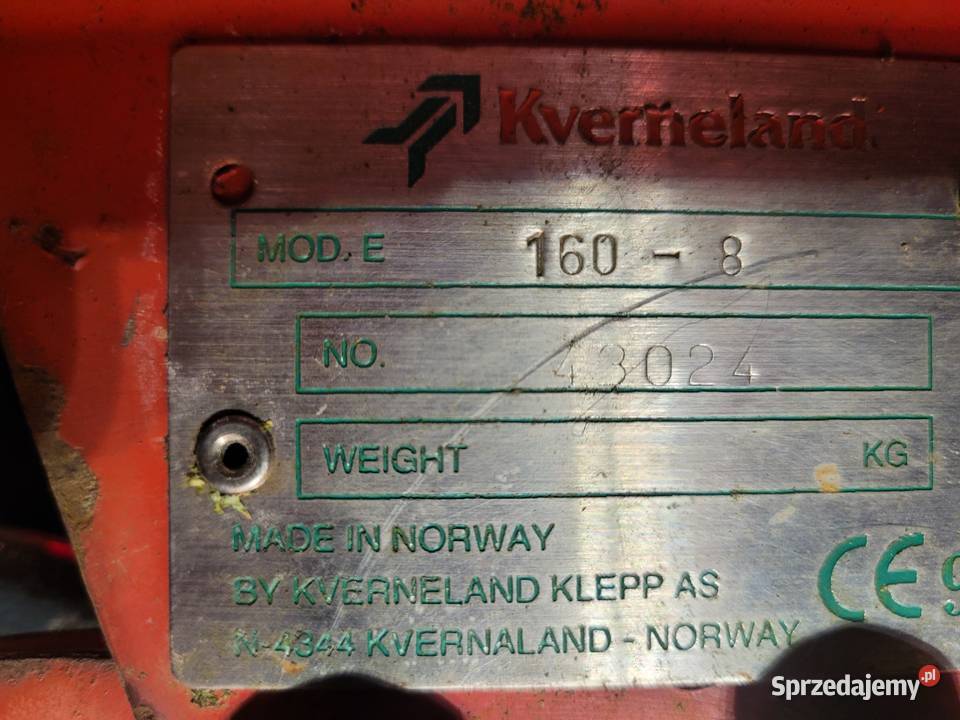 Kverneland
MOD. E 160 - 8
NO. 43024
WEIGHT KG
MADE IN NORWAY
BY KVERNELAND KLEPP AS
N-4344 KVERNALAND - NORWAY
CE 9
Sprzedajemy.pl